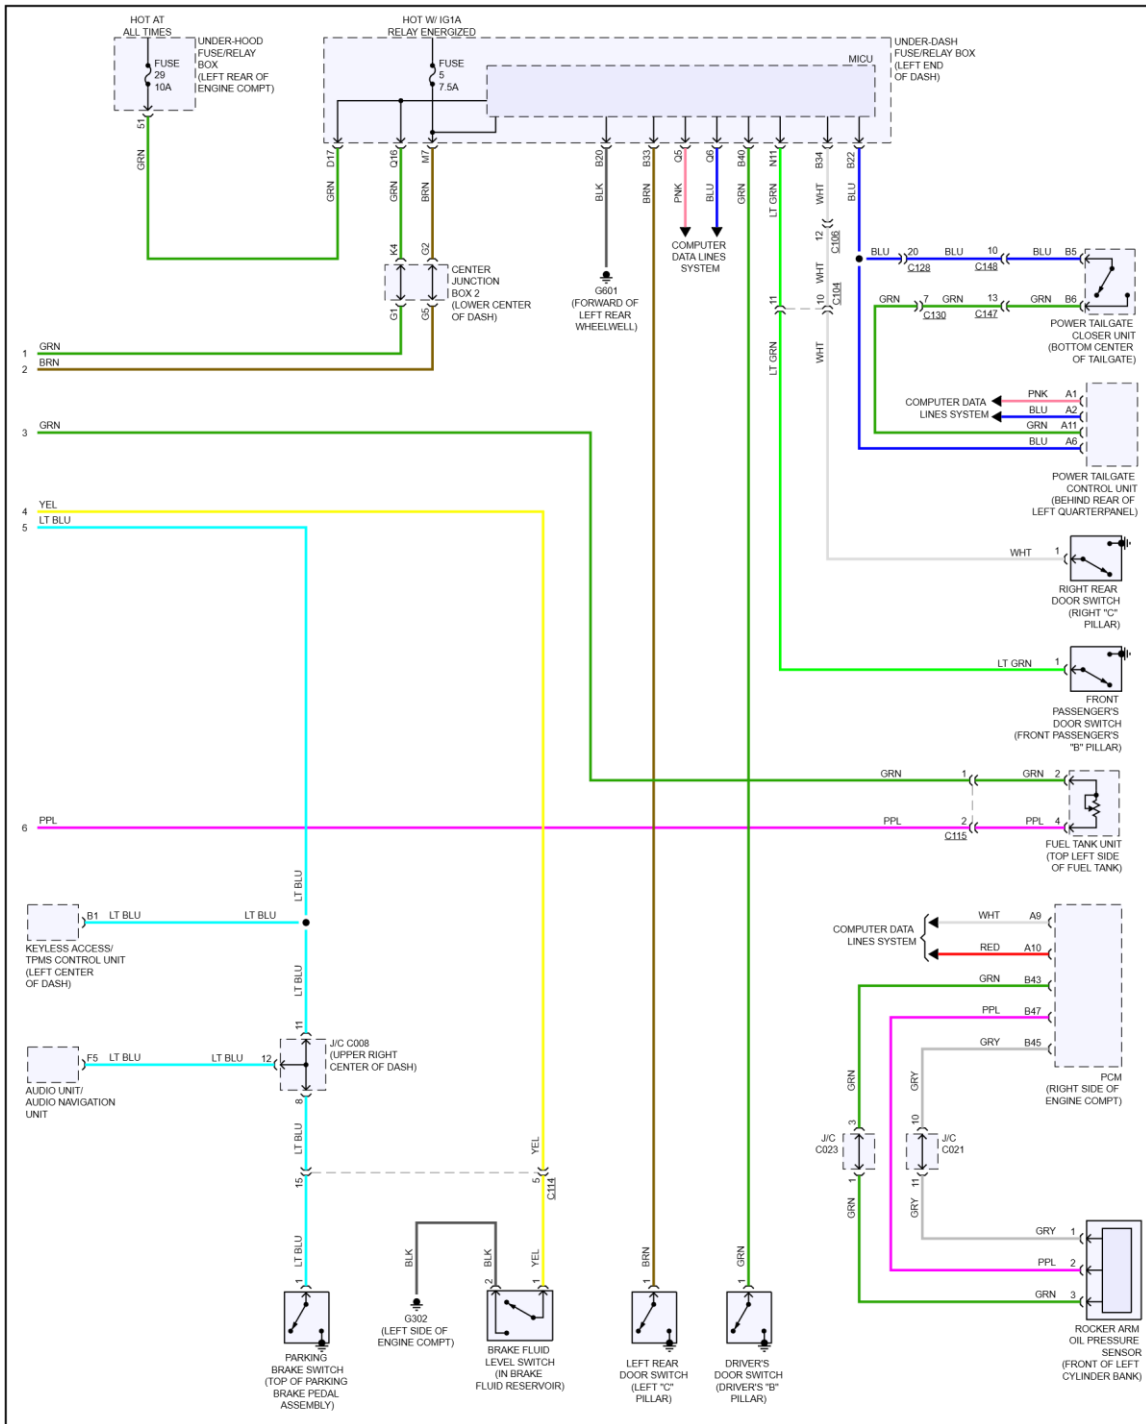 HOT AT
ALL TIMES
UNDER-HOOD
FUSE/RELAY
BOX
(LEFT REAR OF
ENGINE COMPT)
FUSE
29
10A
51
GRN
HOT W/ IG1A
RELAY ENERGIZED
UNDER-DASH
FUSE/RELAY BOX
(LEFT END
OF DASH)
MICU
FUSE
5
7.5A
D17
Q16
M7
B20
B33
Q5
Q6
B40
N11
B34
B22
GRN
GRN
BRN
BLK
BRN
PNK
BLU
GRN
LT GRN
WHT
BLU
K4
G2
CENTER
JUNCTION
BOX 2
(LOWER CENTER
OF DASH)
G1
G5
G601
(FORWARD OF
LEFT REAR
WHEELWELL)
COMPUTER
DATA LINES
SYSTEM
12
C106
WHT
11
10
C104
LT GRN
WHT
BLU
20
BLU
10
BLU
B5
C128
C148
GRN
7
GRN
13
GRN
B6
C130
C147
POWER TAILGATE
CLOSER UNIT
(BOTTOM CENTER
OF TAILGATE)
1
GRN
2
BRN
COMPUTER DATA
LINES SYSTEM
PNK
A1
BLU
A2
GRN
A11
BLU
A6
POWER TAILGATE
CONTROL UNIT
(BEHIND REAR OF
LEFT QUARTERPANEL)
3
GRN
4
YEL
5
LT BLU
WHT
1
RIGHT REAR
DOOR SWITCH
(RIGHT "C"
PILLAR)
LT GRN
1
FRONT
PASSENGER'S
DOOR SWITCH
(FRONT PASSENGER'S
"B" PILLAR)
GRN
1
GRN
2
6
PPL
PPL
2
PPL
4
C115
FUEL TANK UNIT
(TOP LEFT SIDE
OF FUEL TANK)
LT BLU
B1
LT BLU
LT BLU
KEYLESS ACCESS/
TPMS CONTROL UNIT
(LEFT CENTER
OF DASH)
LT BLU
COMPUTER DATA
LINES SYSTEM
WHT
A9
RED
A10
GRN
B43
PPL
B47
GRY
B45
PCM
(RIGHT SIDE OF
ENGINE COMPT)
11
J/C C008
(UPPER RIGHT
CENTER OF DASH)
F5
LT BLU
LT BLU
12
AUDIO UNIT/
AUDIO NAVIGATION
UNIT
8
LT BLU
YEL
15
5
C114
GRN
GRY
3
10
J/C
C023
J/C
C021
1
11
GRN
GRY
LT BLU
BLK
BLK
YEL
BRN
GRN
1
2
1
1
1
GRY
1
PPL
2
GRN
3
ROCKER ARM
OIL PRESSURE
SENSOR
(FRONT OF LEFT
CYLINDER BANK)
G302
(LEFT SIDE OF
ENGINE COMPT)
PARKING
BRAKE SWITCH
(TOP OF PARKING
BRAKE PEDAL
ASSEMBLY)
BRAKE FLUID
LEVEL SWITCH
(IN BRAKE
FLUID RESERVOIR)
LEFT REAR
DOOR SWITCH
(LEFT "C"
PILLAR)
DRIVER'S
DOOR SWITCH
(DRIVER'S "B"
PILLAR)